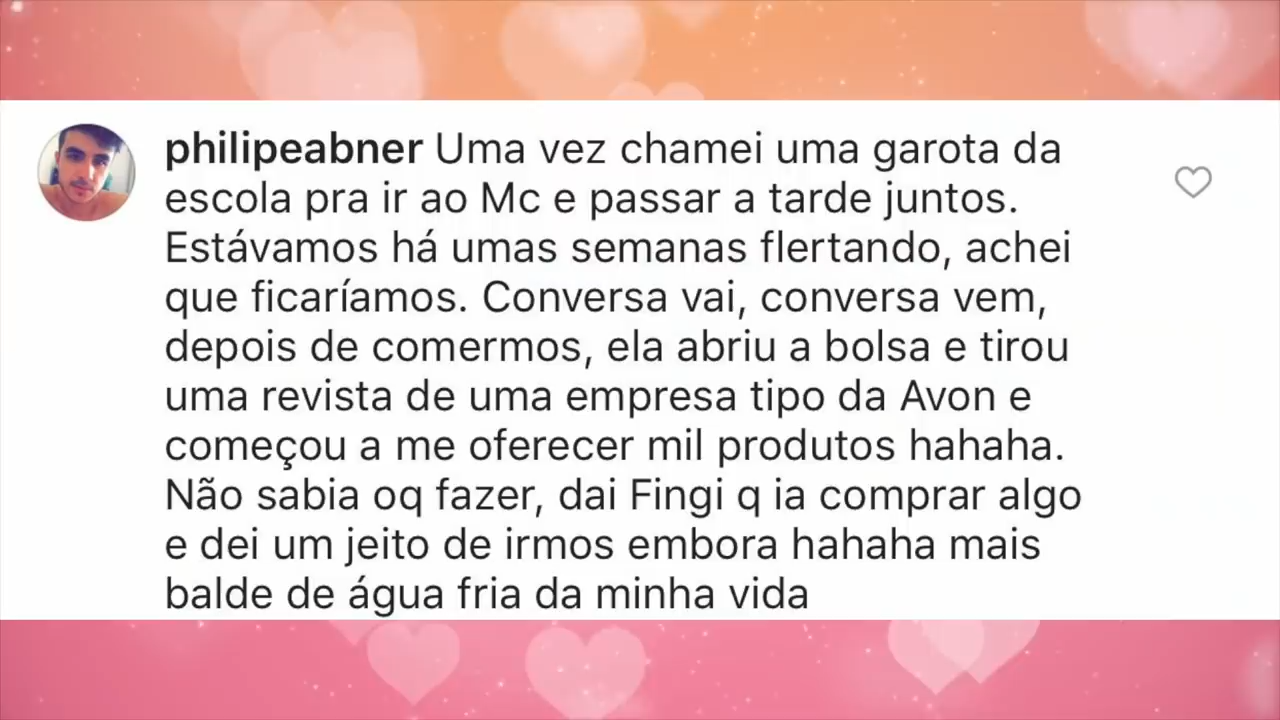 philipeabner Uma vez chamei uma garota da
escola pra ir ao Mc e passar a tarde juntos.
Estávamos há umas semanas flertando, achei
que ficaríamos. Conversa vai, conversa vem,
depois de comermos, ela abriu a bolsa e tirou
uma revista de uma empresa tipo da Avon e
começou a me oferecer mil produtos hahaha.
Não sabia oq fazer, dai Fingi q ia comprar algo
e dei um jeito de irmos embora hahaha mais
balde de água fria da minha vida